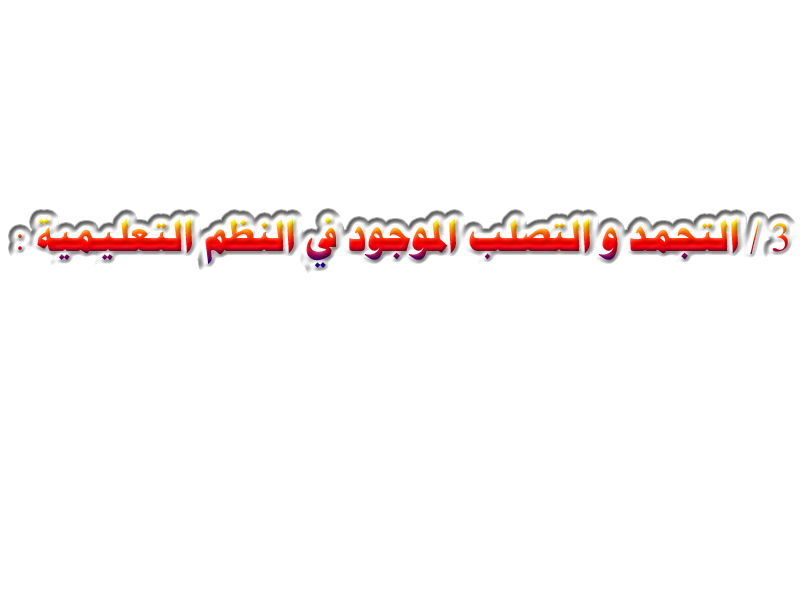 3 / التجمد و التصلب الموجود في النظم التعليمية :